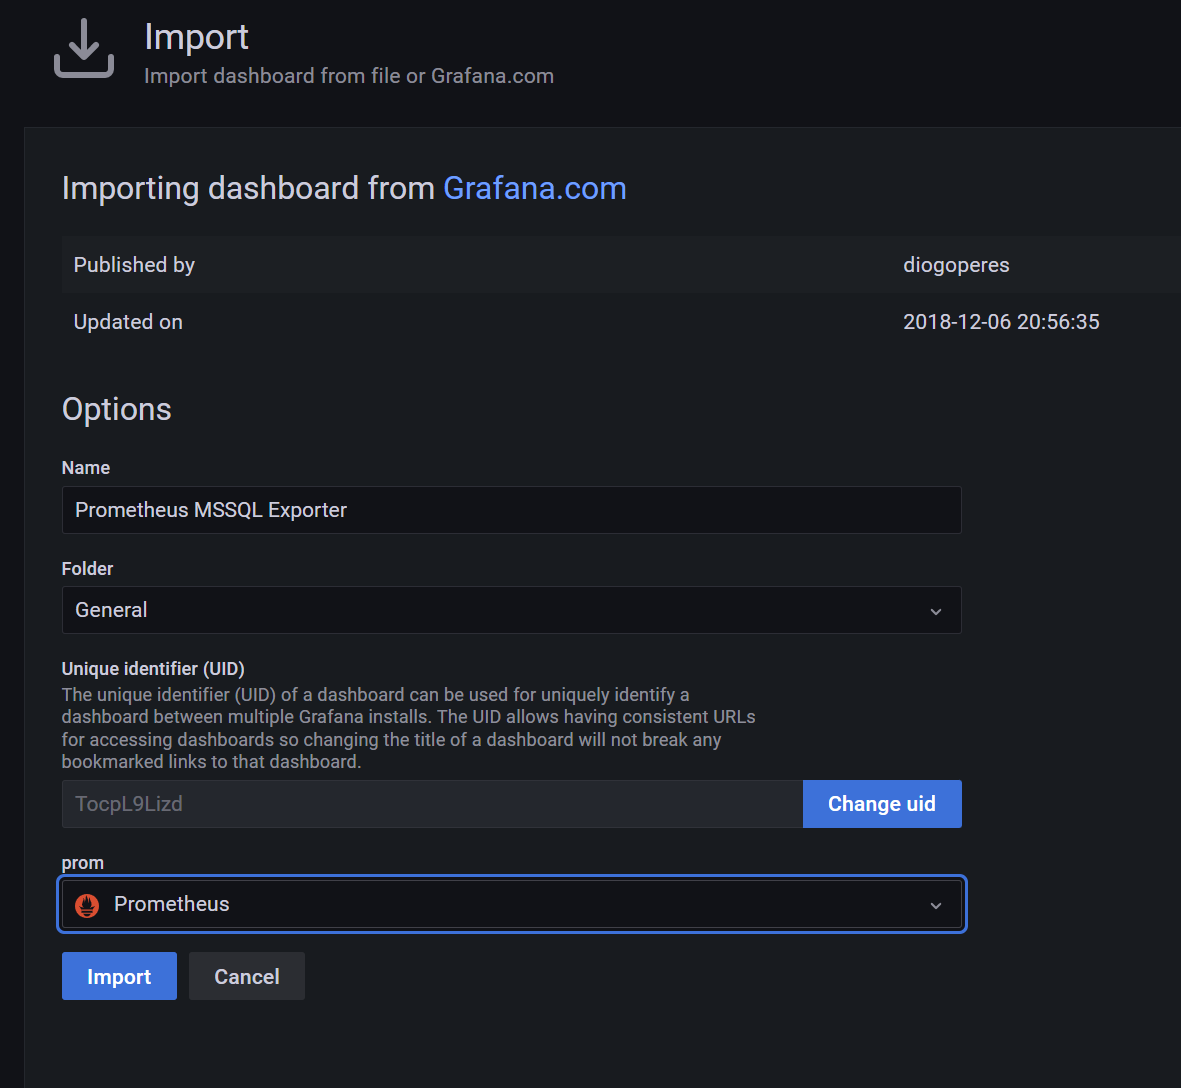 Import
Import dashboard from file or Grafana.com
Importing dashboard from Grafana.com
Published by diogoperes
Updated on 2018-12-06 20:56:35
Options
Name
Prometheus MSSQL Exporter
Folder
General
Unique identifier (UID)
The unique identifier (UID) of a dashboard can be used for uniquely identify a
dashboard between multiple Grafana installs. The UID allows having consistent URLs
for accessing dashboards so changing the title of a dashboard will not break any
bookmarked links to that dashboard.
TocpL9Lizd Change uid
prom
Prometheus
Import Cancel